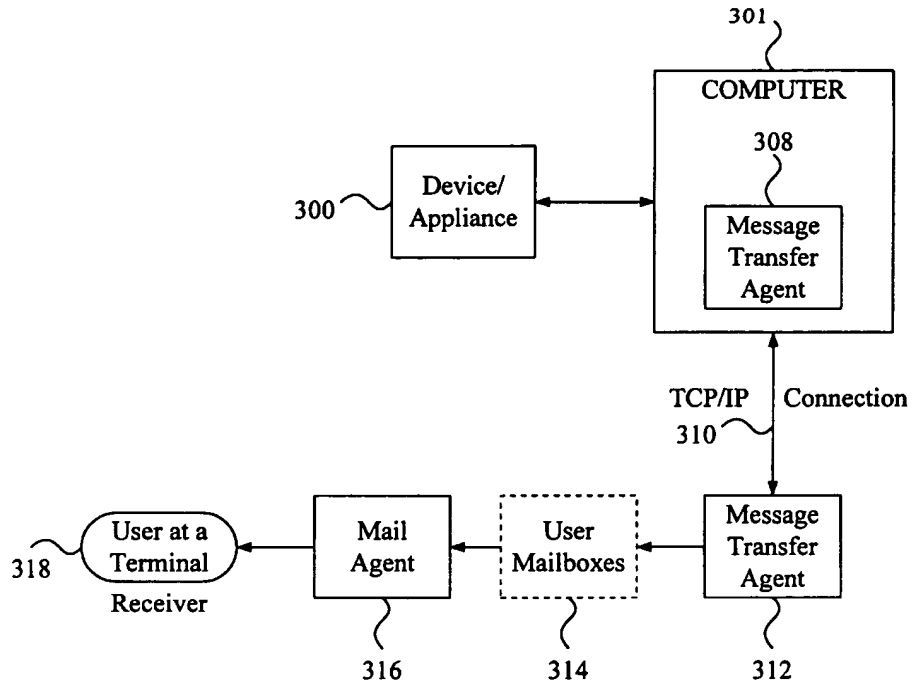 301
COMPUTER
308
Message
Transfer
Agent
300
Device/
Appliance
TCP/IP Connection
310
318
User at a
Terminal
Receiver
Mail
Agent
316
User
Mailboxes
314
Message
Transfer
Agent
312